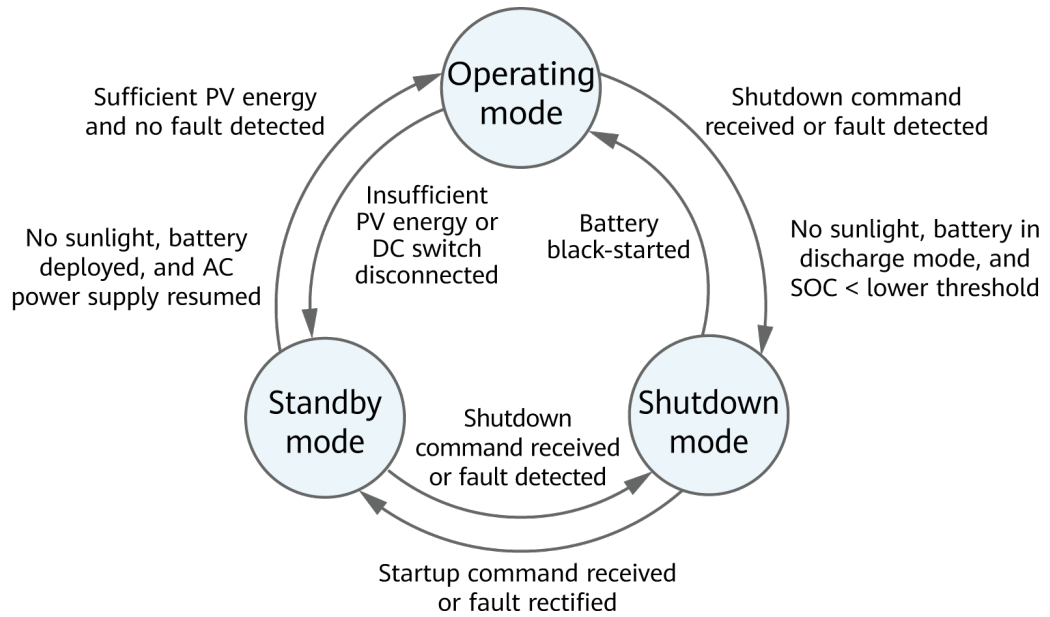 Operating
mode
Sufficient PV energy
and no fault detected
Shutdown command
received or fault detected
Insufficient
PV energy or
DC switch
disconnected
Battery
black-started
No sunlight, battery
deployed, and AC
power supply resumed
No sunlight, battery in
discharge mode, and
SOC < lower threshold
Standby
mode
Shutdown
mode
Shutdown
command received
or fault detected
Startup command received
or fault rectified